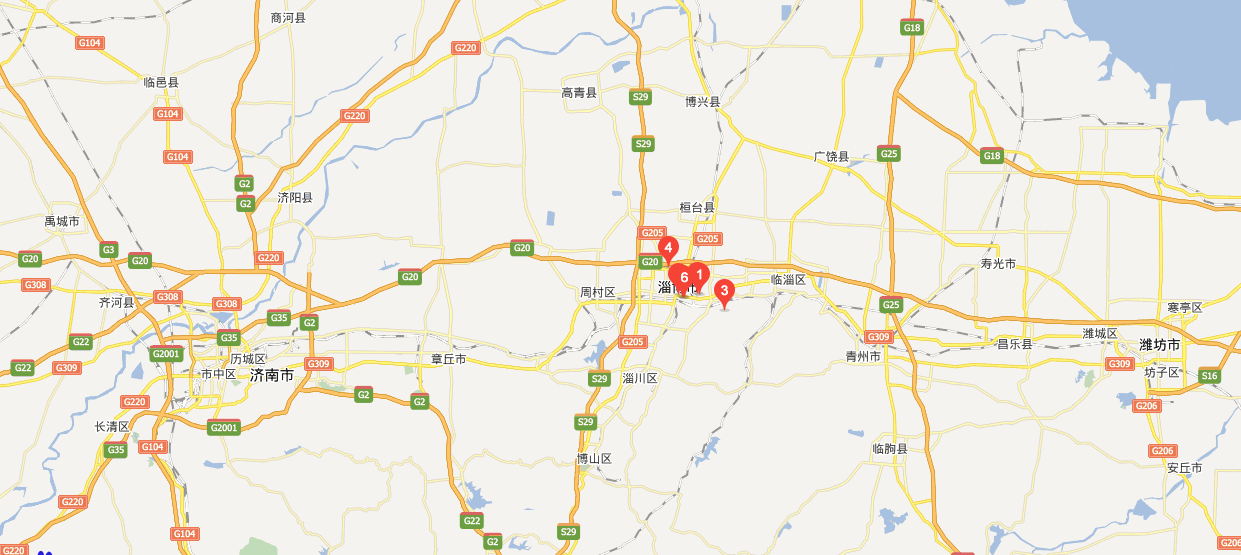 商河县
G18
G104
G220
临邑县
高青县
S29
博兴县
G104
G220
S29
G104
广饶县
G25
G18
G2
济阳县
G2
禹城市
桓台县
G205
G205
G3
G20
4
G20
G20
G220
G20
寿光市
G20
6
1
临淄区
G308
周村区
3
齐河县
G308
G308
G25
寒亭区
G35
G2
潍城区
G22
G35
G205
G309
昌乐县
潍坊市
G2001
历城区
章丘市
青州市
G22
G309
市中区
济南市
G309
G309
坊子区
S16
淄川区
S29
G220
G2
G2
G206
长清区
G2001
S29
G35
G104
临朐县
G206
博山区
安丘市
G220
G22
G104
G2
S29
G206
G220